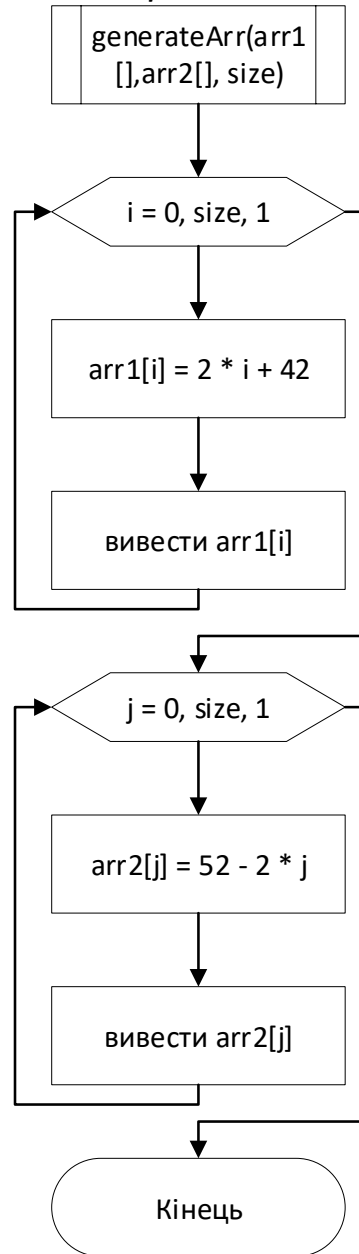 generateArr(arr1
[],arr2[], size)
i = 0, size, 1
arr1[i] = 2 * i + 42
вивести arr1[i]
j = 0, size, 1
arr2[j] = 52 - 2 * j
вивести arr2[j]
Кінець